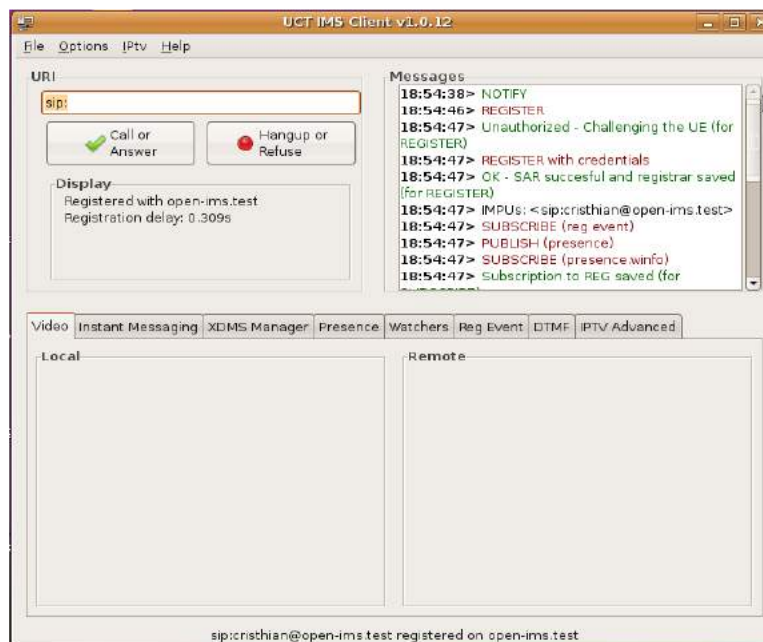 UCT IMS Client v1.0.12
File Options IPtv Help
URI
sip:
Call or
Answer
Hangup or
Refuse
Display
Registered with open-ims.test
Registration delay: 0.309s
Messages
18:54:38> NOTIFY
18:54:46> REGISTER
18:54:47> Unauthorized - Challenging the UE (for
REGISTER)
18:54:47> REGISTER with credentials
18:54:47> OK - SAR succesful and registrar saved
(for REGISTER)
18:54:47> IMPUs: <sip:cristhian@open-ims.test>
18:54:47> SUBSCRIBE (reg event)
18:54:47> PUBLISH (presence)
18:54:47> SUBSCRIBE (presence.winfo)
18:54:47> Subscription to REG saved (for
Video Instant Messaging XDMS Manager Presence Watchers Reg Event DTMF IPTV Advanced
Local
Remote
sip:cristhian@open-ims.test registered on open-ims.test